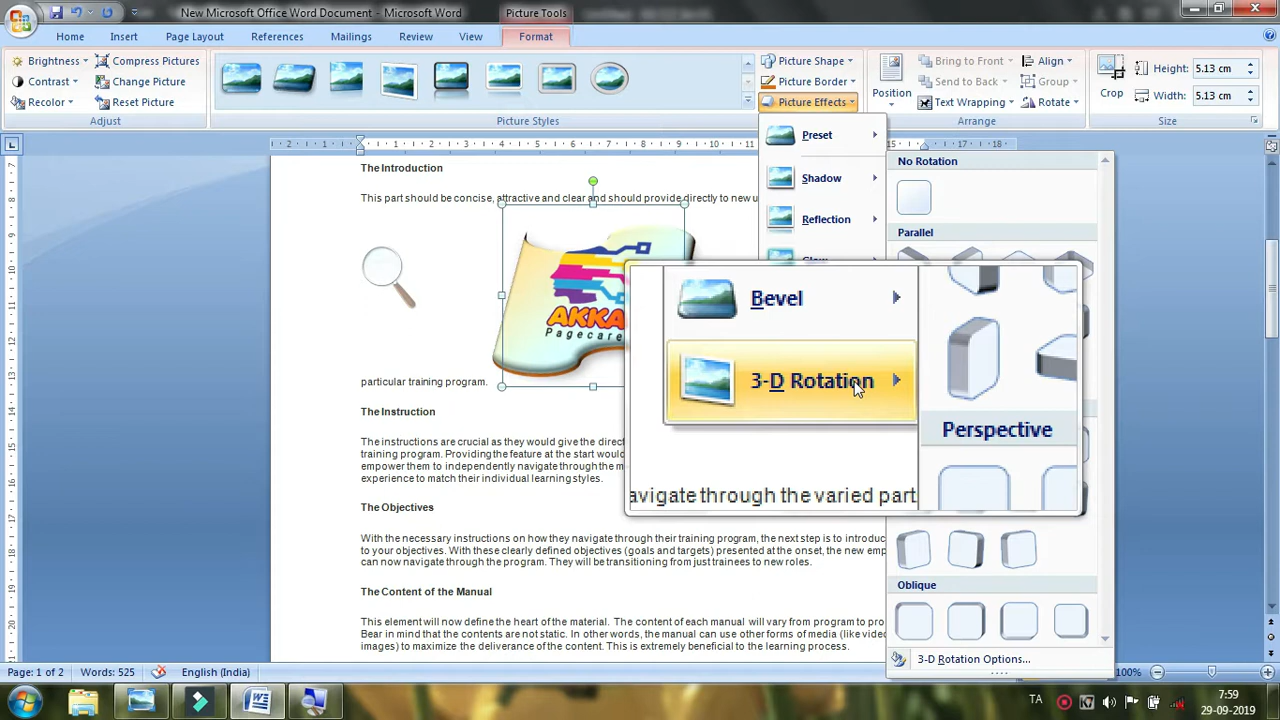 New Microsoft Office Word Document - Microsoft Word
Picture Tools
Home
Insert
Page Layout
References
Mailings
Review
View
Format
Brightness
Compress Pictures
Contrast
Change Picture
Recolor
Reset Picture
Adjust
Picture Styles
Picture Shape
Picture Border
Picture Effects
Position
Bring to Front
Send to Back
Text Wrapping
Align
Group
Rotate
Arrange
Crop
Height: 5.13 cm
Width: 5.13 cm
Size
Preset
Shadow
Reflection
Bevel
3-D Rotation
No Rotation
Parallel
Perspective
Oblique
3-D Rotation Options...
The Introduction
This part should be concise, attractive and clear and should provide directly to new u
AKKA
Pagecare
particular training program.
The Instruction
The instructions are crucial as they would give the direct
training program. Providing the feature at the start would
empower them to independently navigate through the m
experience to match their individual learning styles.
avigate through the varied part
The Objectives
With the necessary instructions on how they navigate through their training program, the next step is to introduc
to your objectives. With these clearly defined objectives (goals and targets) presented at the onset, the new emp
can now navigate through the program. They will be transitioning from just trainees to new roles.
The Content of the Manual
This element will now define the heart of the material. The content of each manual will vary from program to pro
Bear in mind that the contents are not static. In other words, the manual can use other forms of media (like video
images) to maximize the deliverance of the content. This is extremely beneficial to the learning process.
Page: 1 of 2
Words: 525
English (India)
100%
TA
7:59
29-09-2019